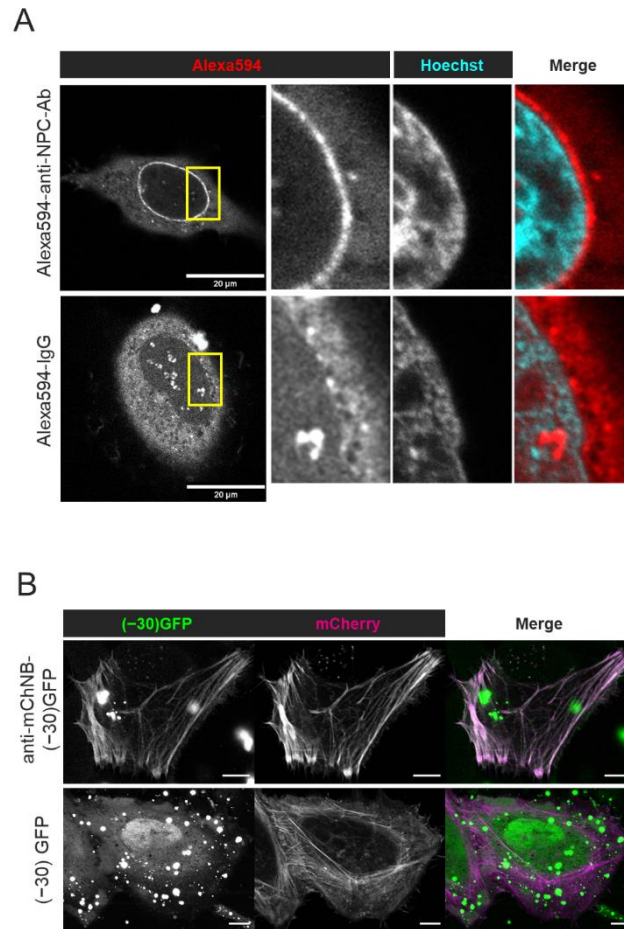 A
Alexa594
Hoechst
Merge
Alexa594-anti-NPC-Ab
20 µm
Alexa594-IgG
20 µm
B
(−30)GFP
mCherry
Merge
anti-mChNB-
(−30)GFP
(−30) GFP